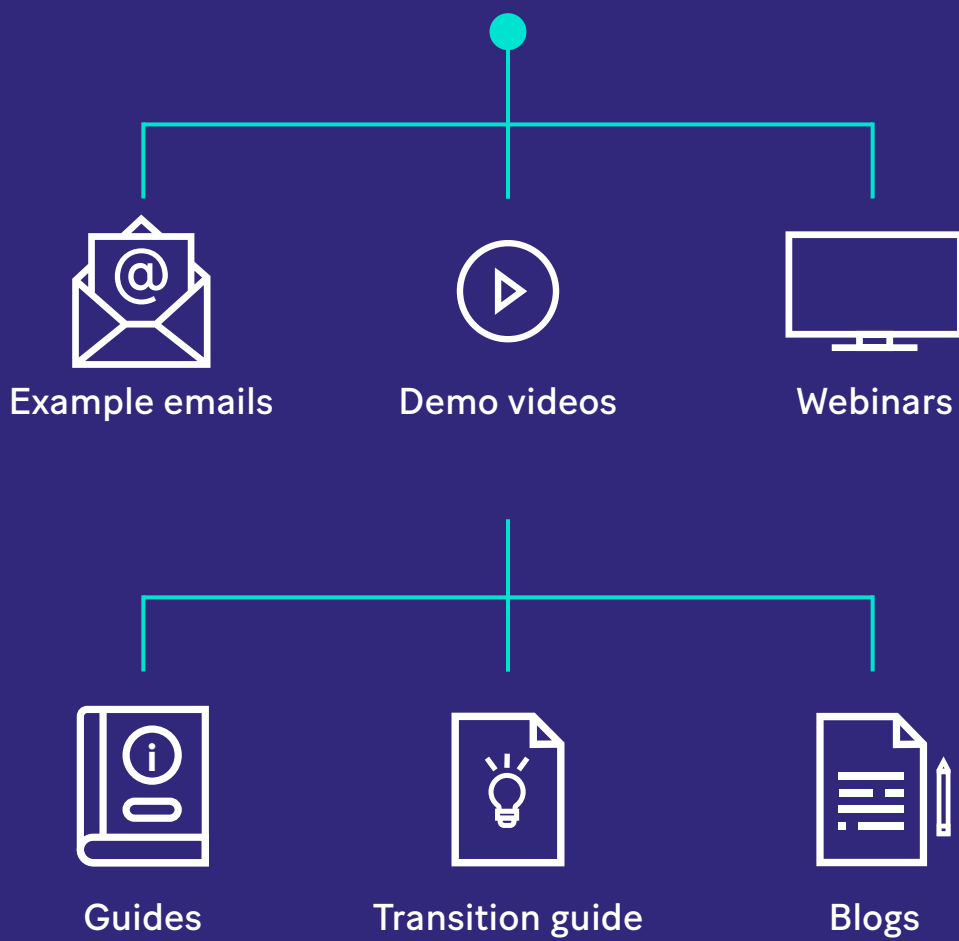 @
Example emails
Demo videos
Webinars
i
Guides
Transition guide
Blogs